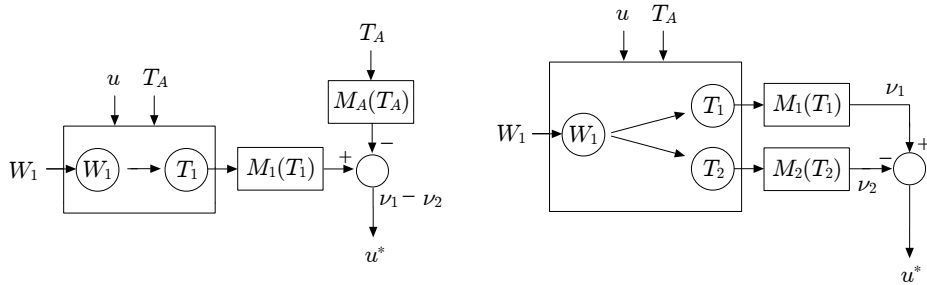 T_A
u T_A
M_A(T_A)
W_1 W_1 T_1 M_1(T_1) + −
ν_1 − ν_2
u*
u T_A
T_1 M_1(T_1) ν_1
W_1 W_1 +
T_2 M_2(T_2) − ν_2
u*